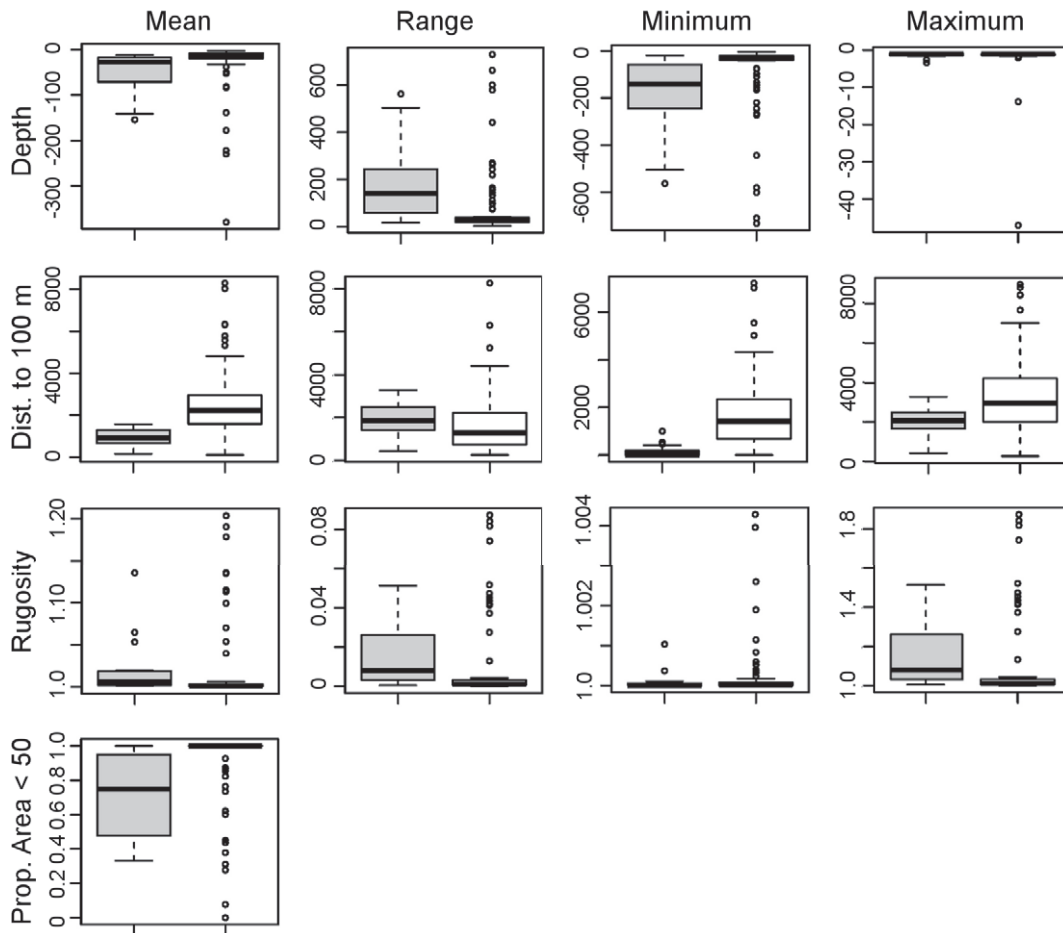 Mean Range Minimum Maximum
Depth
0 -100 -200 -300
0 200 400 600
0 -200 -400 -600
0 -10 -20 -30 -40
Dist. to 100 m
0 4000 8000
0 4000 8000
2000 6000
0 4000 8000
Rugosity
1.0 1.10 1.20
0 0.04 0.08
1.0 1.002 1.004
1.0 1.4 1.8
Prop. Area < 50
0 0.2 0.4 0.6 0.8 1.0